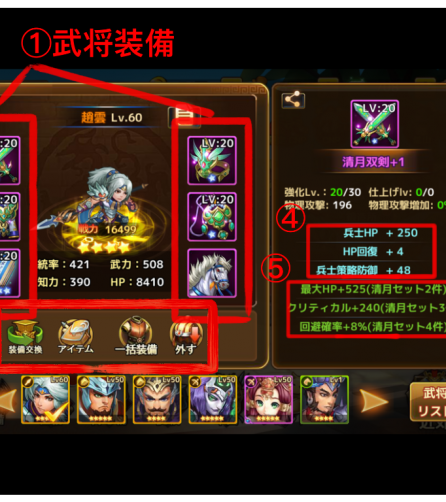 ①武将装備
趙雲 Lv.60
LV:20
LV:20
LV:20
:20
:20
:20
戦力 16499
統率：421 武力：508
知力：390 HP：8410
装備交換
アイテム
一括装備
外す
清月双剣+1
強化Lv.：20/30 仕上げlv: 0/0
物理攻撃: 196 物理攻撃増加: 0%
④
兵士HP + 250
HP回復 + 4
兵士策略防御 + 48
⑤
最大HP+525(清月セット2件)
クリティカル+240(清月セット3
回避確率+8%(清月セット4件)
Lv60
Lv50
Lv50
Lv50
Lv50
Lv1
武将
リスト